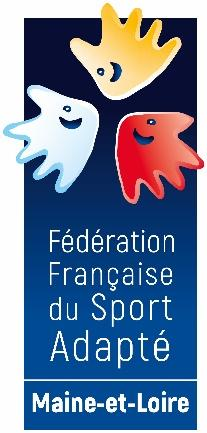 Fédération
Française
du Sport
Adapté
Maine-et-Loire